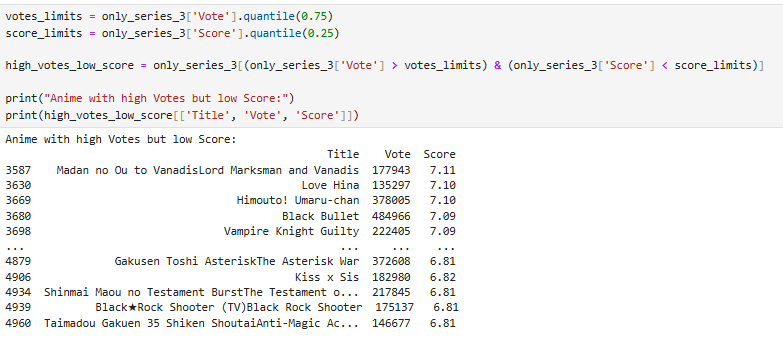 votes_limits = only_series_3['Vote'].quantile(0.75)
score_limits = only_series_3['Score'].quantile(0.25)
high_votes_low_score = only_series_3[(only_series_3['Vote'] > votes_limits) & (only_series_3['Score'] < score_limits)]
print("Anime with high Votes but low Score:")
print(high_votes_low_score[['Title', 'Vote', 'Score']])
Anime with high Votes but low Score:
Title Vote Score
3587 Madan no Ou to VanadisLord Marksman and Vanadis 177943 7.11
3630 Love Hina 135297 7.10
3669 Himouto! Umaru-chan 378005 7.10
3680 Black Bullet 484966 7.09
3698 Vampire Knight Guilty 222405 7.09
... ... ... ...
4879 Gakusen Toshi AsteriskThe Asterisk War 372608 6.81
4906 Kiss x Sis 182980 6.82
4934 Shinmai Maou no Testament BurstThe Testament o... 217845 6.81
4939 Black★Rock Shooter (TV)Black Rock Shooter 175137 6.81
4960 Taimadou Gakuen 35 Shiken ShoutaiAnti-Magic Ac... 146677 6.81